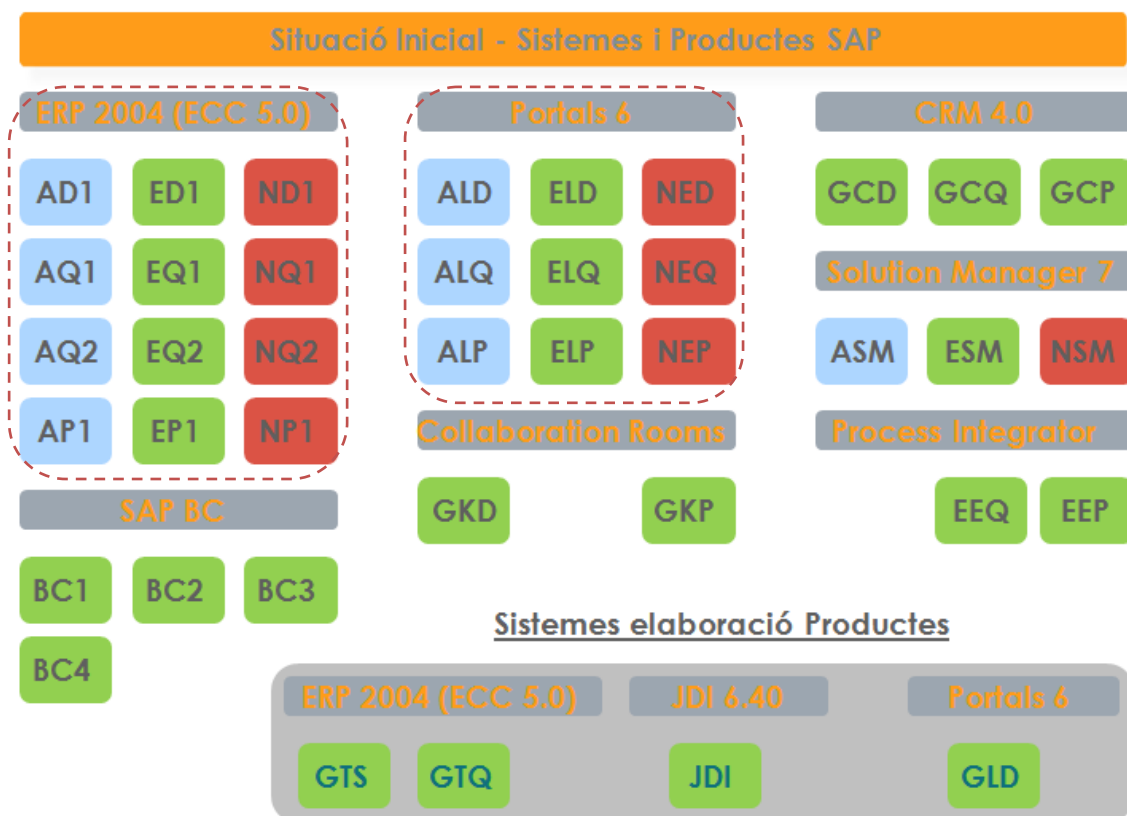 Situació Inicial - Sistemes i Productes SAP
ERP 2004 (ECC 5.0)
AD1 ED1 ND1
AQ1 EQ1 NQ1
AQ2 EQ2 NQ2
AP1 EP1 NP1
SAP BC
BC1 BC2 BC3
BC4
Portals 6
ALD ELD NED
ALQ ELQ NEQ
ALP ELP NEP
Collaboration Rooms
GKD GKP
CRM 4.0
GCD GCQ GCP
Solution Manager 7
ASM ESM NSM
Process Integrator
EEQ EEP
Sistemes elaboració Productes
ERP 2004 (ECC 5.0)
GTS GTQ
JDI 6.40
JDI
Portals 6
GLD